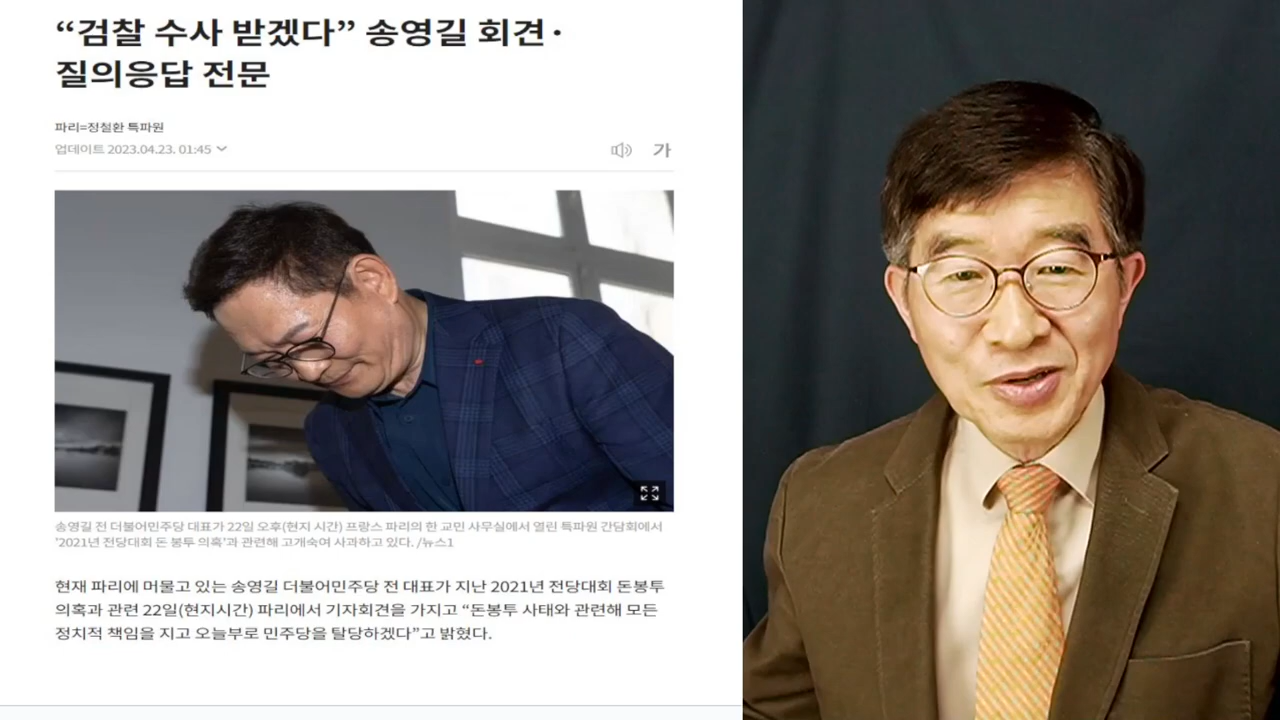 “검찰 수사 받겠다” 송영길 회견·
질의응답 전문
파리=정철환 특파원
업데이트 2023.04.23. 01:45
가
송영길 전 더불어민주당 대표가 22일 오후(현지 시간) 프랑스 파리의 한 교민 사무실에서 열린 특파원 간담회에서
'2021년 전당대회 돈 봉투 의혹'과 관련해 고개숙여 사과하고 있다. /뉴스1
현재 파리에 머물고 있는 송영길 더불어민주당 전 대표가 지난 2021년 전당대회 돈봉투
의혹과 관련 22일(현지시간) 파리에서 기자회견을 가지고 “돈봉투 사태와 관련해 모든
정치적 책임을 지고 오늘부로 민주당을 탈당하겠다”고 밝혔다.